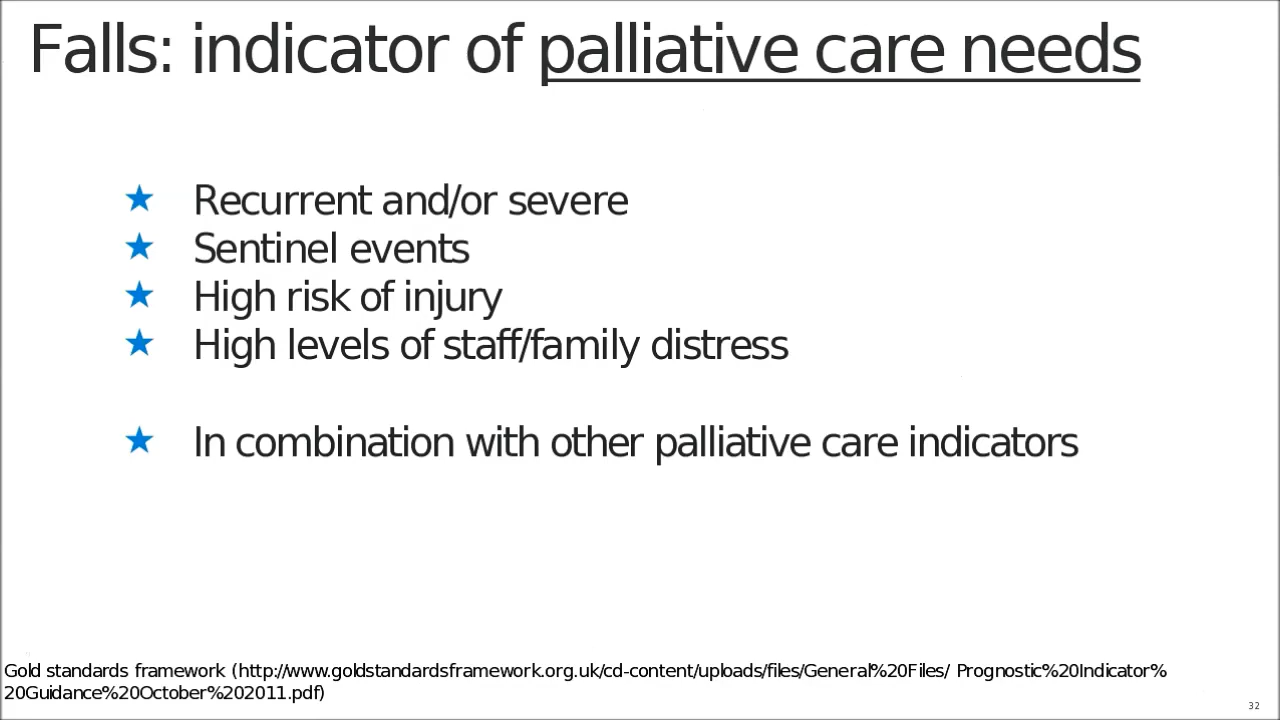 Falls: indicator of palliative care needs
★ Recurrent and/or severe
★ Sentinel events
★ High risk of injury
★ High levels of staff/family distress
★ In combination with other palliative care indicators
Gold standards framework (http://www.goldstandardsframework.org.uk/cd-content/uploads/files/General%20Files/ Prognostic%20Indicator%
20Guidance%20October%202011.pdf)
32